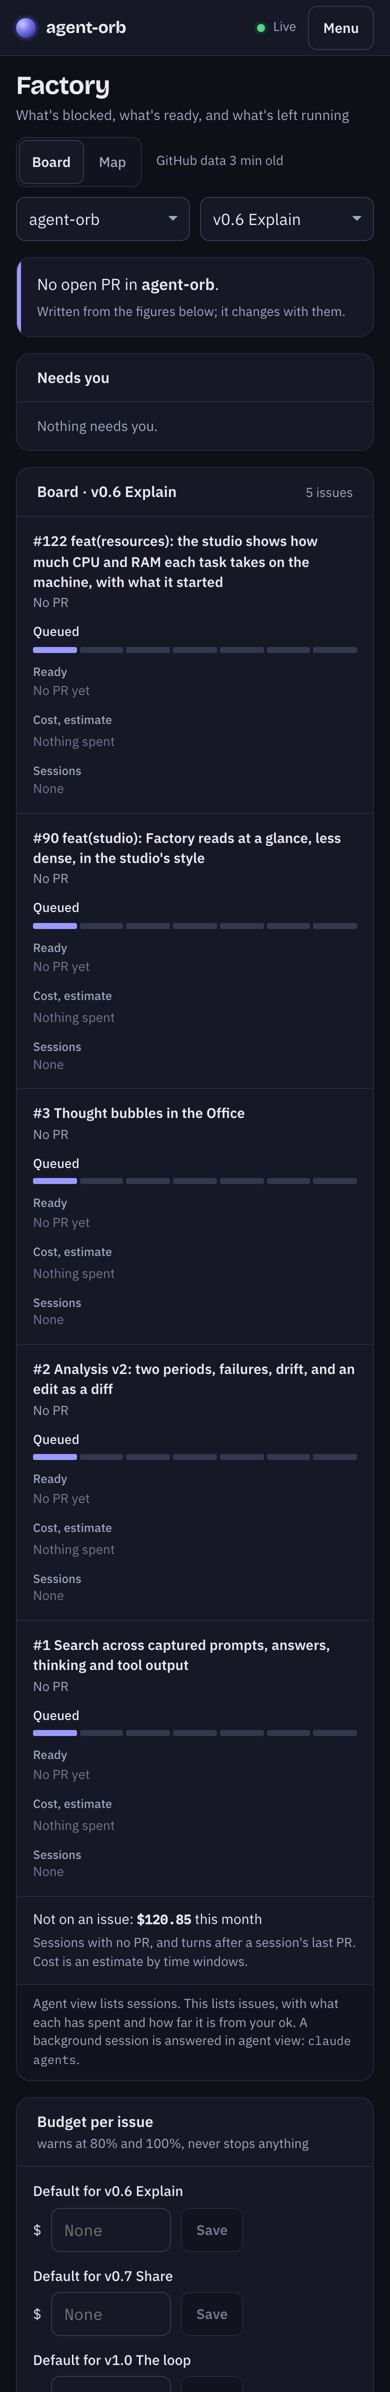 agent-orb
Live
Menu
Factory
What's blocked, what's ready, and what's left running
Board
Map
GitHub data 3 min old
agent-orb
v0.6 Explain
No open PR in agent-orb.
Written from the figures below; it changes with them.
Needs you
Nothing needs you.
Board · v0.6 Explain
5 issues
#122 feat(resources): the studio shows how
much CPU and RAM each task takes on the
machine, with what it started
No PR
Queued
Ready
No PR yet
Cost, estimate
Nothing spent
Sessions
None
#90 feat(studio): Factory reads at a glance, less
dense, in the studio's style
No PR
Queued
Ready
No PR yet
Cost, estimate
Nothing spent
Sessions
None
#3 Thought bubbles in the Office
No PR
Queued
Ready
No PR yet
Cost, estimate
Nothing spent
Sessions
None
#2 Analysis v2: two periods, failures, drift, and an
edit as a diff
No PR
Queued
Ready
No PR yet
Cost, estimate
Nothing spent
Sessions
None
#1 Search across captured prompts, answers,
thinking and tool output
No PR
Queued
Ready
No PR yet
Cost, estimate
Nothing spent
Sessions
None
Not on an issue: $120.85 this month
Sessions with no PR, and turns after a session's last PR.
Cost is an estimate by time windows.
Agent view lists sessions. This lists issues, with what
each has spent and how far it is from your ok. A
background session is answered in agent view: claude
agents.
Budget per issue
warns at 80% and 100%, never stops anything
Default for v0.6 Explain
$
None
Save
Default for v0.7 Share
$
None
Save
Default for v1.0 The loop